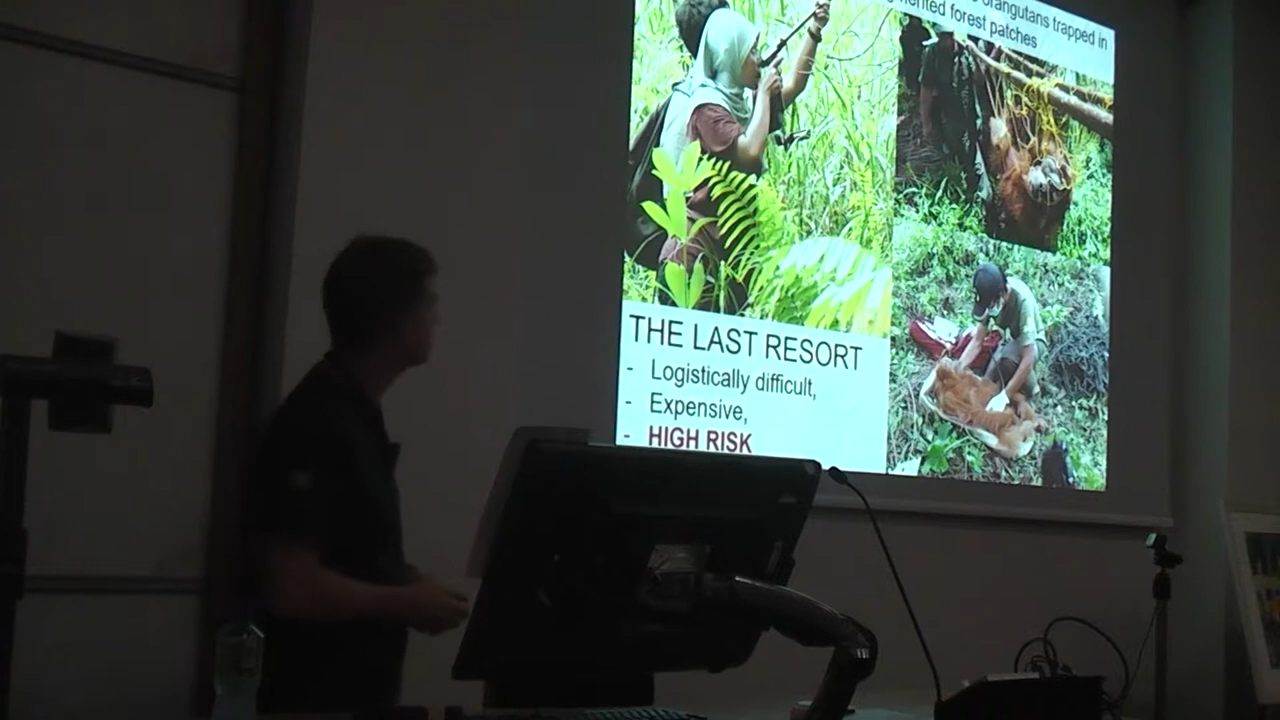 orangutans trapped in
forest patches
THE LAST RESORT
- Logistically difficult,
- Expensive,
- HIGH RISK